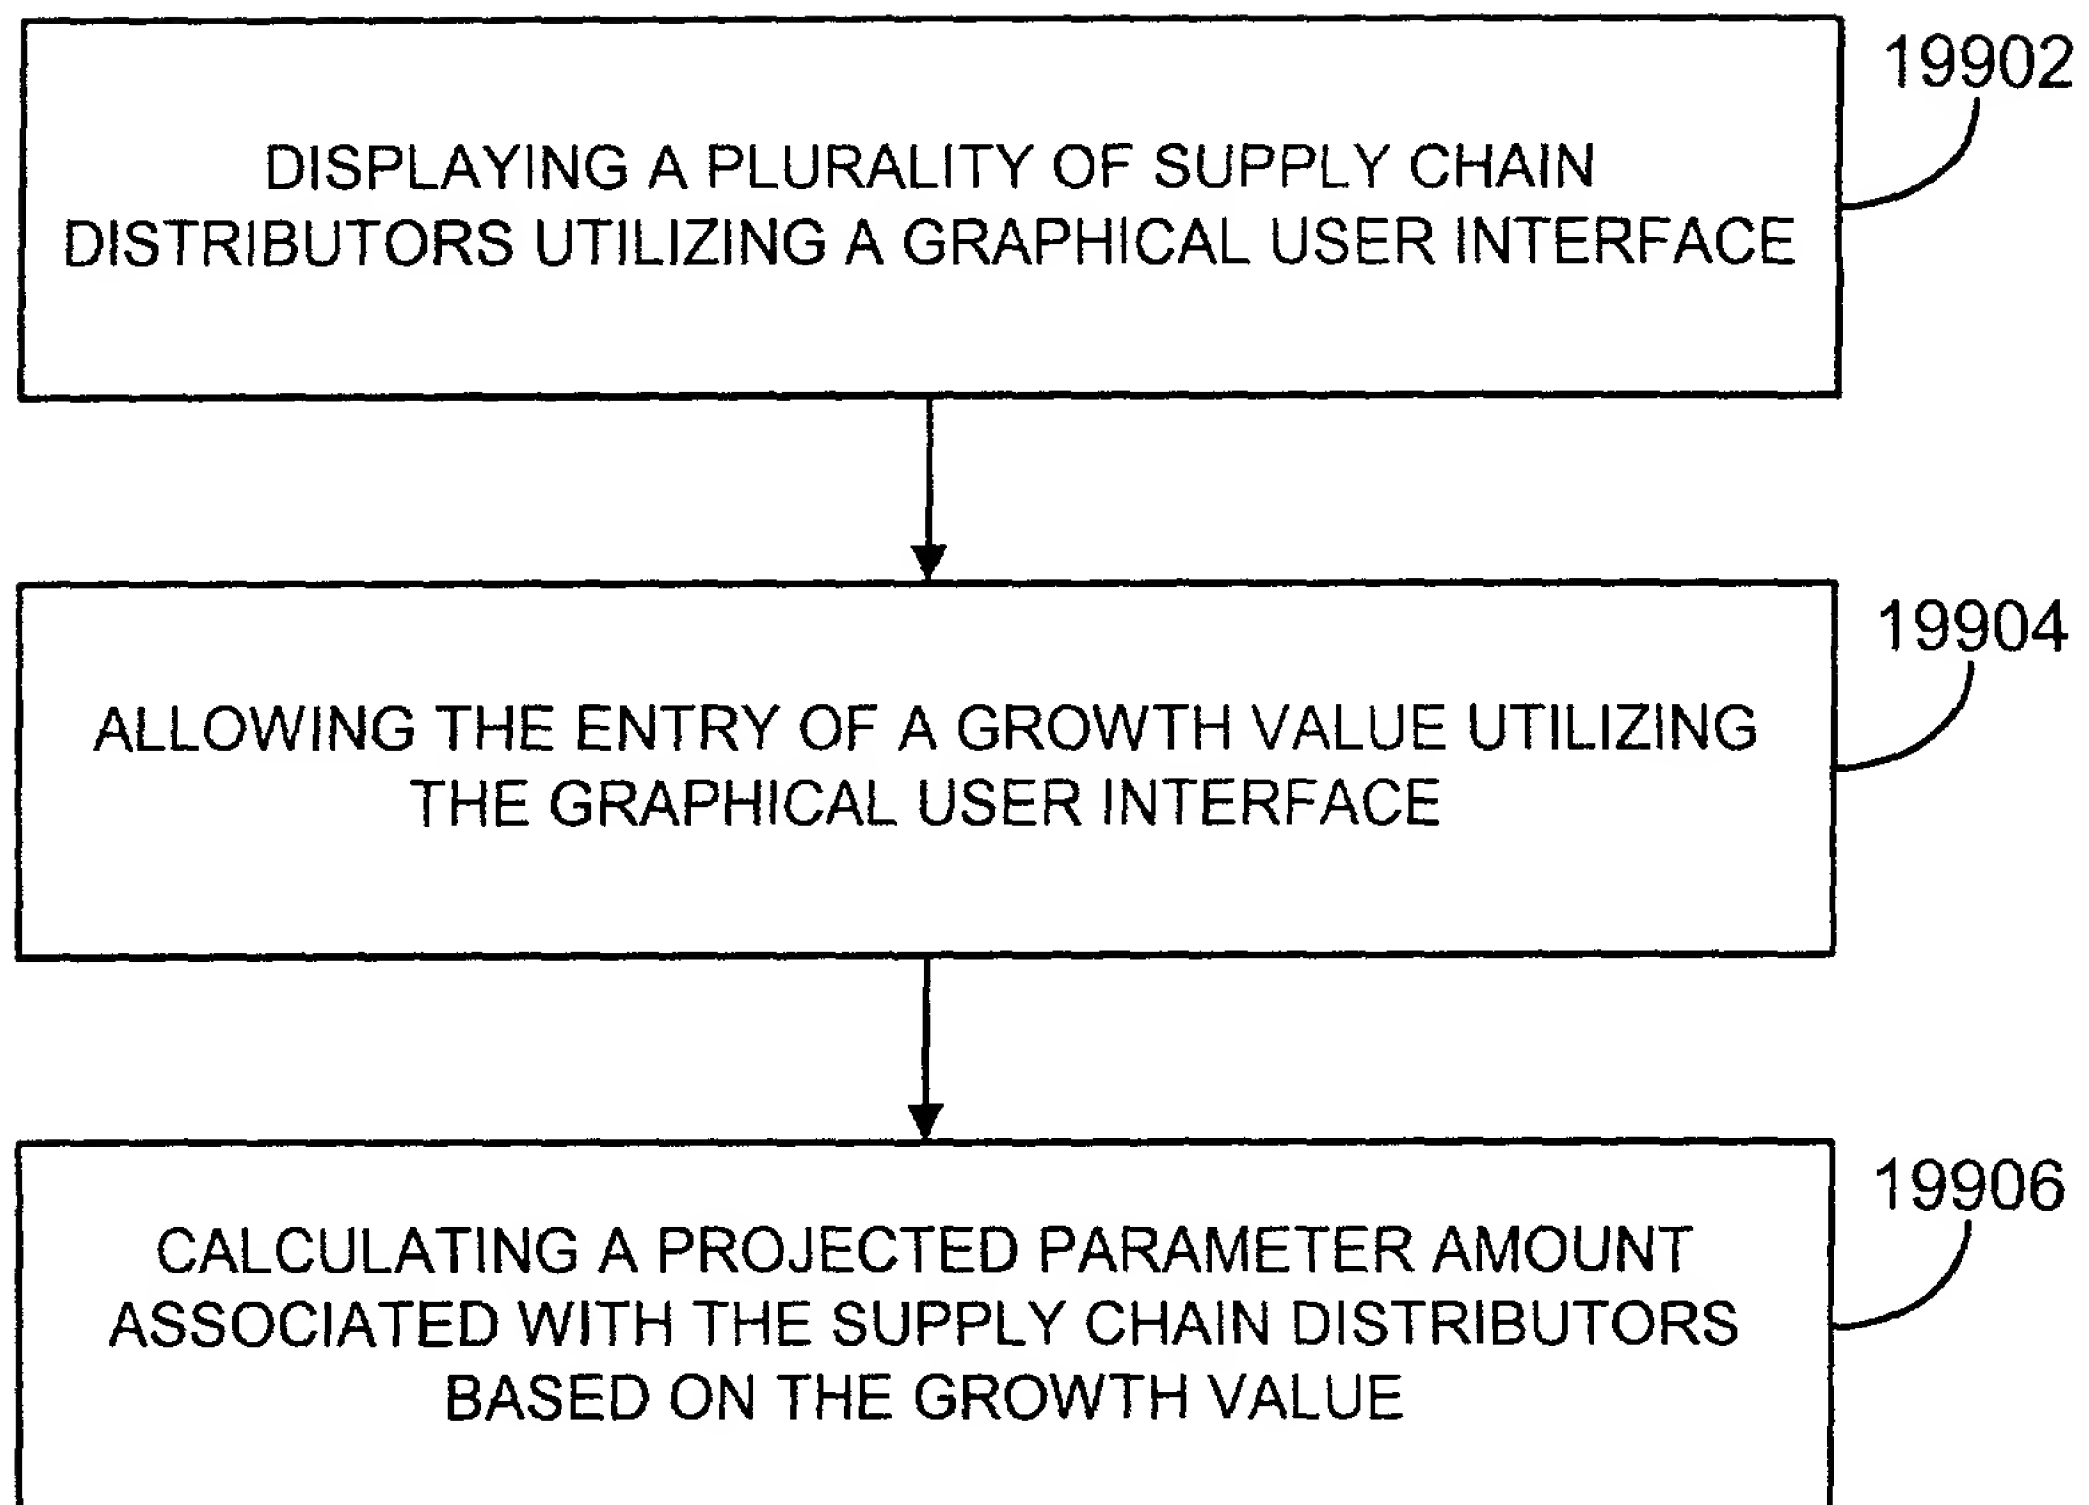 19902
DISPLAYING A PLURALITY OF SUPPLY CHAIN
DISTRIBUTORS UTILIZING A GRAPHICAL USER INTERFACE
19904
ALLOWING THE ENTRY OF A GROWTH VALUE UTILIZING
THE GRAPHICAL USER INTERFACE
19906
CALCULATING A PROJECTED PARAMETER AMOUNT
ASSOCIATED WITH THE SUPPLY CHAIN DISTRIBUTORS
BASED ON THE GROWTH VALUE